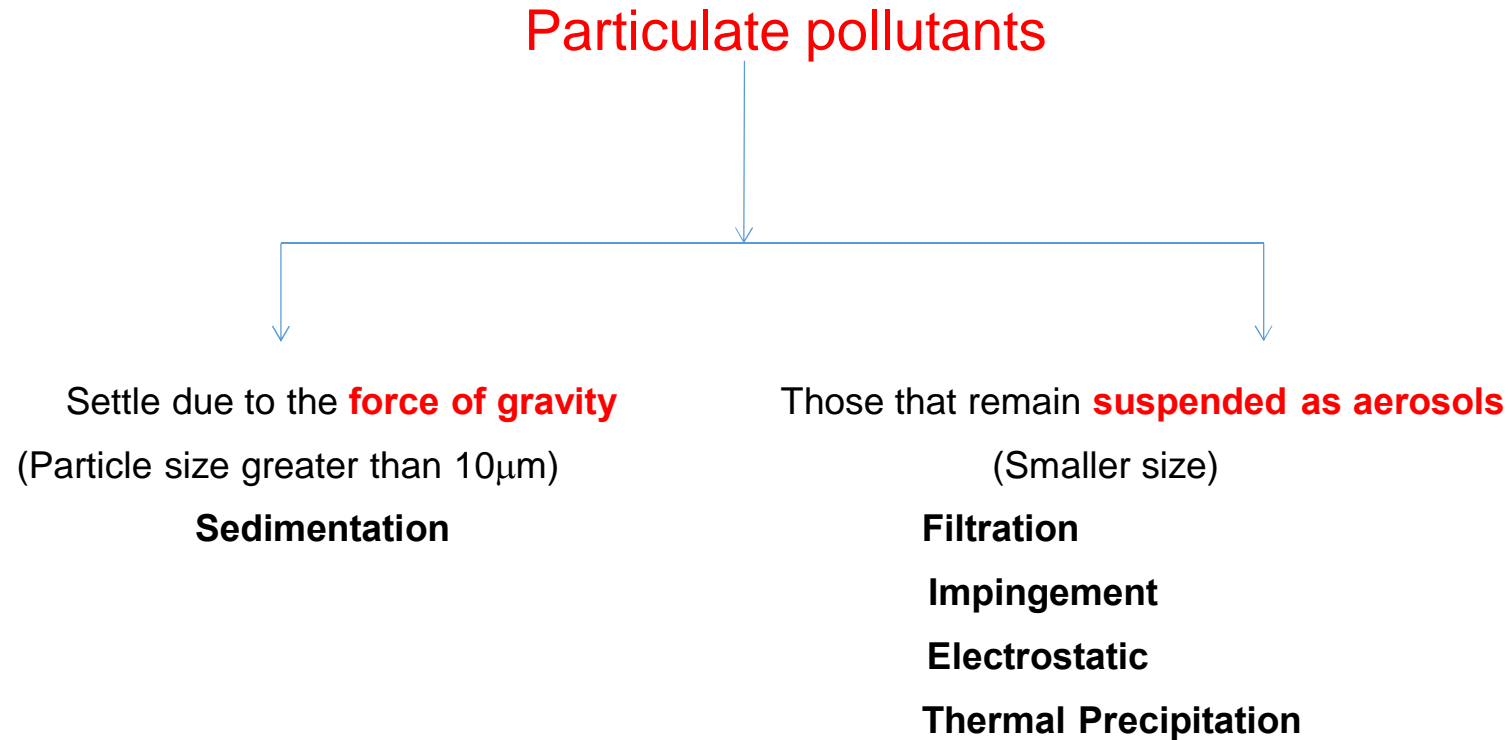 Particulate pollutants
Settle due to the force of gravity
(Particle size greater than 10μm)
Sedimentation
Those that remain suspended as aerosols
(Smaller size)
Filtration
Impingement
Electrostatic
Thermal Precipitation